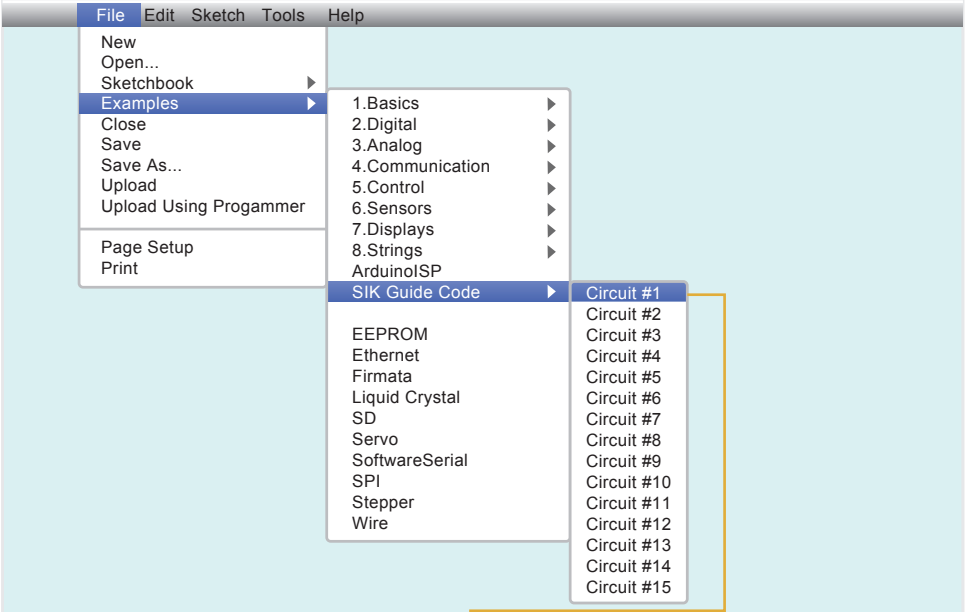 File Edit Sketch Tools Help
New
Open...
Sketchbook
Examples
Close
Save
Save As...
Upload
Upload Using Progammer
Page Setup
Print
1.Basics
2.Digital
3.Analog
4.Communication
5.Control
6.Sensors
7.Displays
8.Strings
ArduinoISP
SIK Guide Code
EEPROM
Ethernet
Firmata
Liquid Crystal
SD
Servo
SoftwareSerial
SPI
Stepper
Wire
Circuit #1
Circuit #2
Circuit #3
Circuit #4
Circuit #5
Circuit #6
Circuit #7
Circuit #8
Circuit #9
Circuit #10
Circuit #11
Circuit #12
Circuit #13
Circuit #14
Circuit #15